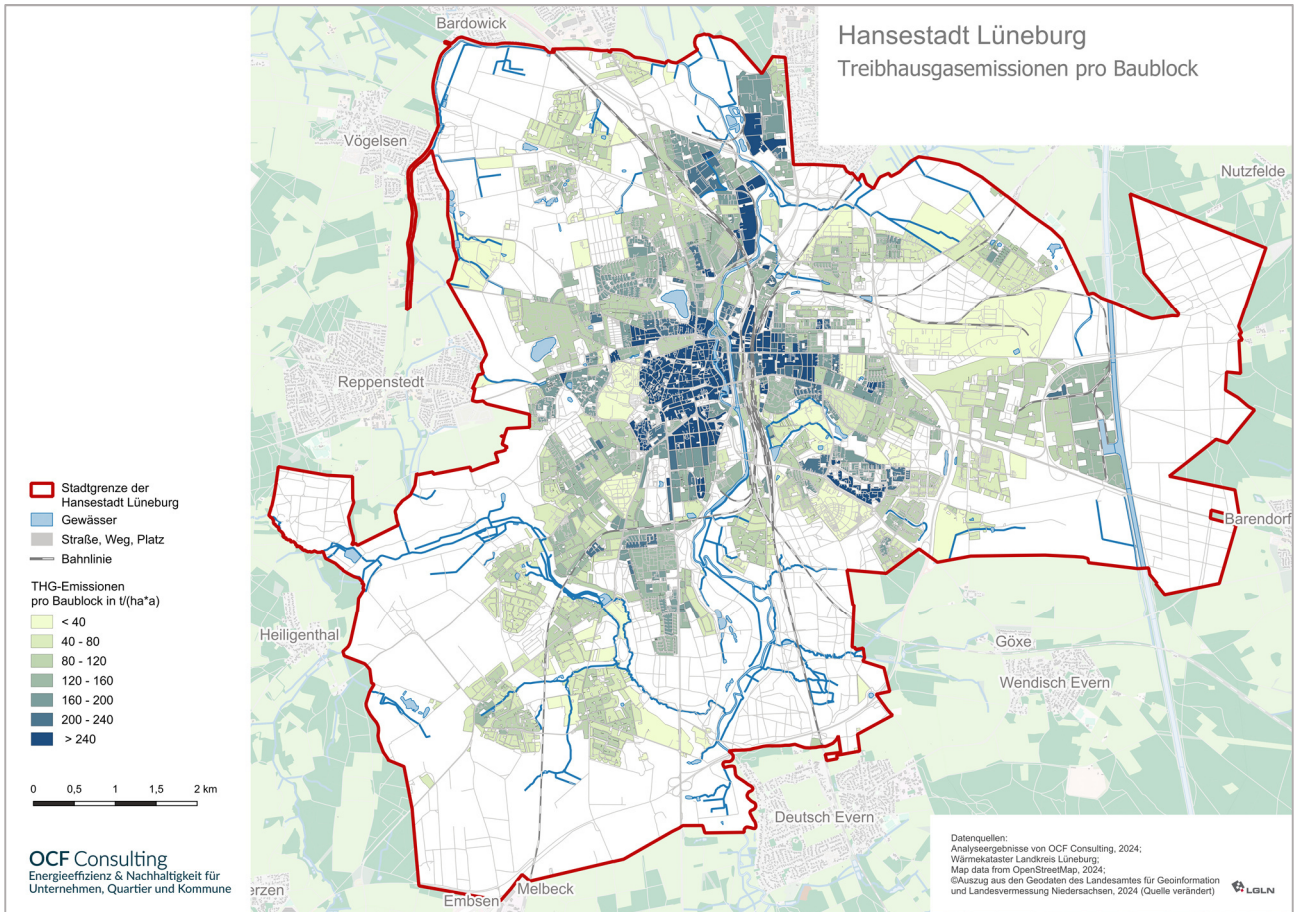 Hansestadt Lüneburg
Treibhausgasemissionen pro Baublock
Bardowick
Vögelsen
Nutzfelde
Reppenstedt
Barendorf
Heiligenthal
Göxe
Wendisch Evern
Deutsch Evern
Melbeck
Embsen
erzen
Stadtgrenze der
Hansestadt Lüneburg
Gewässer
Straße, Weg, Platz
Bahnlinie
THG-Emissionen
pro Baublock in t/(ha*a)
< 40
40 - 80
80 - 120
120 - 160
160 - 200
200 - 240
> 240
0 0,5 1 1,5 2 km
OCF Consulting
Energieeffizienz & Nachhaltigkeit für
Unternehmen, Quartier und Kommune
Datenquellen:
Analyseergebnisse von OCF Consulting, 2024;
Wärmekataster Landkreis Lüneburg;
Map data from OpenStreetMap, 2024;
©Auszug aus den Geodaten des Landesamtes für Geoinformation
und Landesvermessung Niedersachsen, 2024 (Quelle verändert)
LGLN